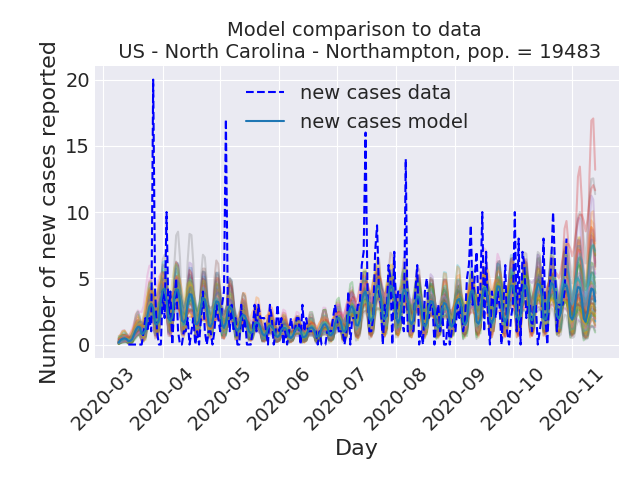 Model comparison to data
US - North Carolina - Northampton, pop. = 19483
Number of new cases reported
20
15
10
5
0
new cases data
new cases model
2020-03
2020-04
2020-05
2020-06
2020-07
2020-08
2020-09
2020-10
2020-11
Day